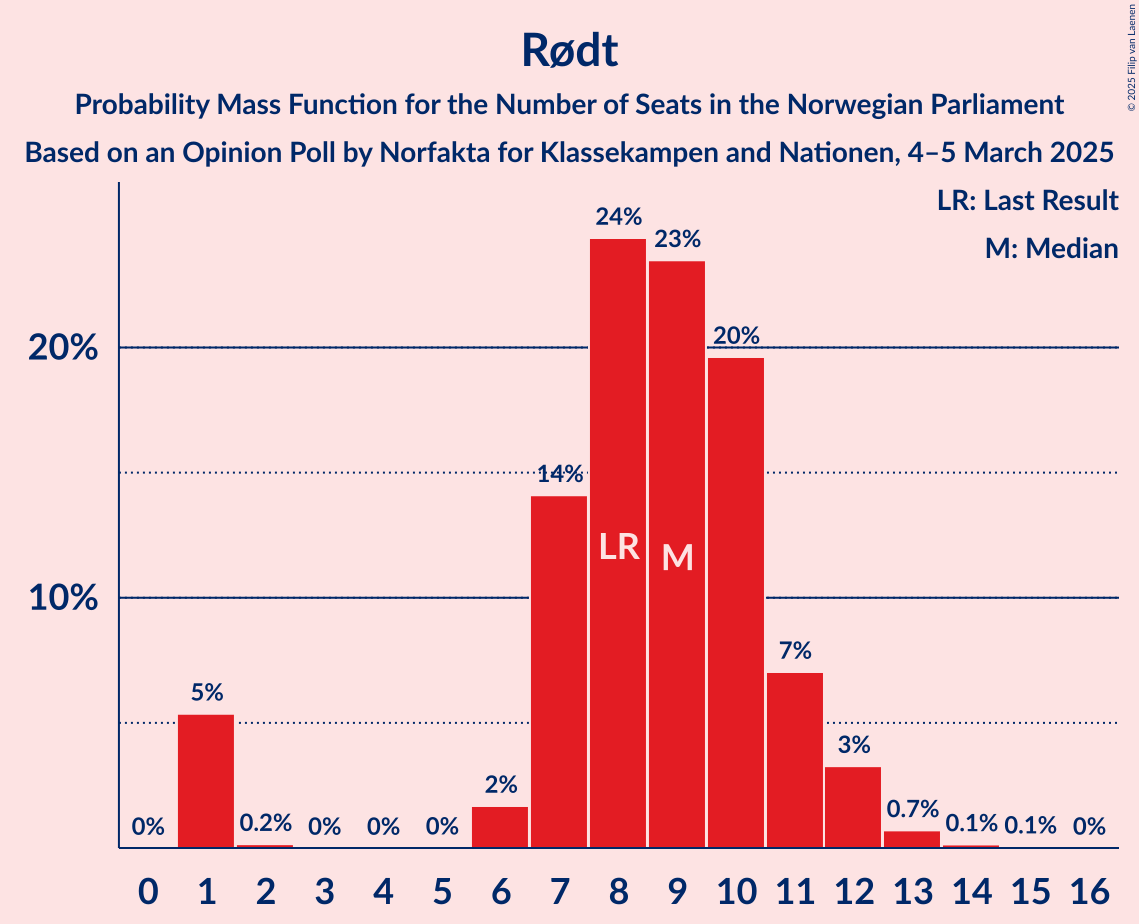 Rødt
Probability Mass Function for the Number of Seats in the Norwegian Parliament
Based on an Opinion Poll by Norfakta for Klassekampen and Nationen, 4–5 March 2025
© 2025 Filip van Laenen
LR: Last Result
M: Median
24%
23%
20%
20%
14%
LR
M
10%
7%
5%
3%
2%
0%
0.2%
0%
0%
0%
0.7%
0.1%
0.1%
0%
0 1 2 3 4 5 6 7 8 9 10 11 12 13 14 15 16